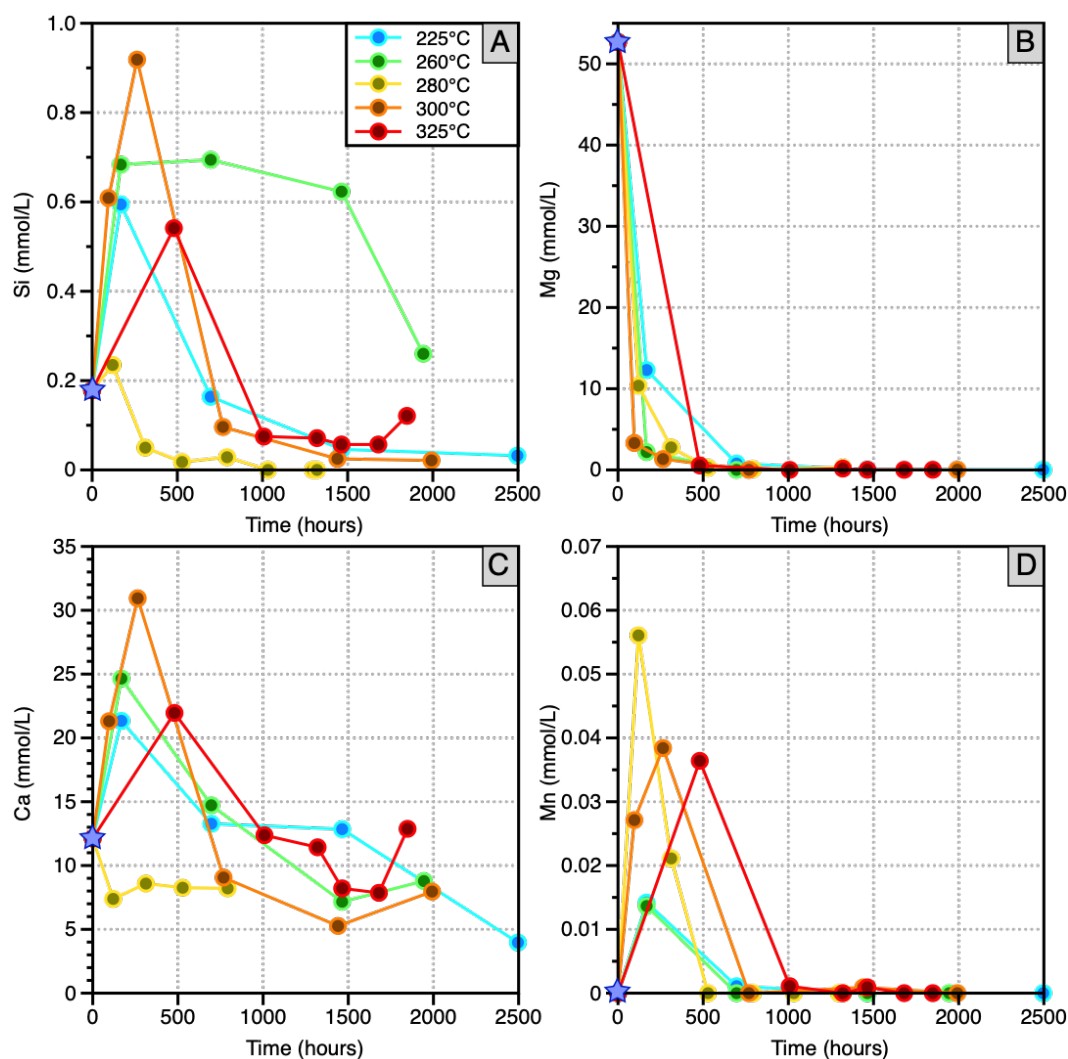 A
225°C
260°C
280°C
300°C
325°C
1.0
0.8
0.6
0.4
0.2
0
Si (mmol/L)
0 500 1000 1500 2000 2500
Time (hours)
B
50
40
30
20
10
0
Mg (mmol/L)
0 500 1000 1500 2000 2500
Time (hours)
C
35
30
25
20
15
10
5
0
Ca (mmol/L)
0 500 1000 1500 2000 2500
Time (hours)
D
0.07
0.06
0.05
0.04
0.03
0.02
0.01
0
Mn (mmol/L)
0 500 1000 1500 2000 2500
Time (hours)